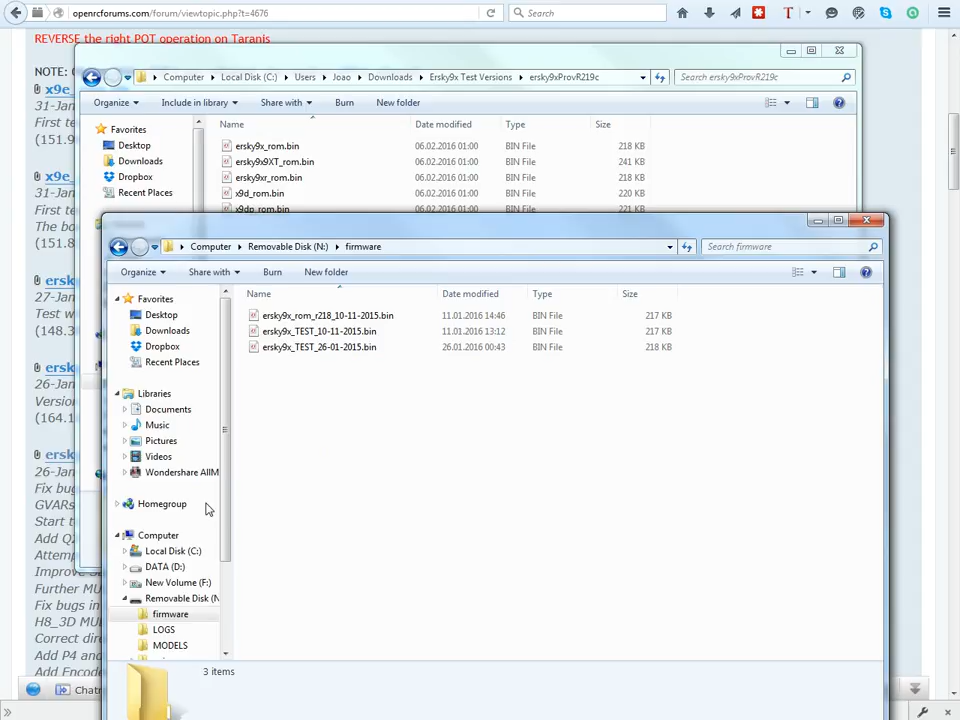 openrcforums.com/forum/viewtopic.php?t=4676
Search
REVERSE the right POT operation on Taranis
NOTE:
Computer Local Disk (C:) Users Joao Downloads Ersky9x Test Versions ersky9xProvR219c
Search ersky9xProvR219c
x9e_
Organize Include in library Share with Burn New folder
31-Jan
First te
Favorites Name Date modified Type Size
(151.9
Desktop ersky9x_rom.bin 06.02.2016 01:00 BIN File 218 KB
Downloads ersky9x9XT_rom.bin 06.02.2016 01:00 BIN File 241 KB
x9e_
Dropbox ersky9xr_rom.bin 06.02.2016 01:00 BIN File 218 KB
31-Jan
Recent Places x9d_rom.bin 06.02.2016 01:00 BIN File 220 KB
First te
x9dp_rom.bin 06.02.2016 01:00 BIN File 221 KB
The bo
(151.8
Computer Removable Disk (N:) firmware
Search firmware
Organize Share with Burn New folder
ersk
27-Jan
Test w
(148.3
Favorites Name Date modified Type Size
Desktop ersky9x_rom_r218_10-11-2015.bin 11.01.2016 14:46 BIN File 217 KB
Downloads ersky9x_TEST_10-11-2015.bin 11.01.2016 13:12 BIN File 217 KB
Dropbox ersky9x_TEST_26-01-2015.bin 26.01.2016 00:43 BIN File 218 KB
Recent Places
ersk
26-Jan
Version
(164.1
Libraries
Documents
Music
Pictures
Videos
Wondershare AllM
ersk
26-Jan
Fix bug
GVARs
Start t
Add Q
Attemp
Improve S
Further MU
Fix bugs in
H8_3D MUL
Correct dire
Add P4 and
Add Encode
Homegroup
Computer
Local Disk (C:)
DATA (D:)
New Volume (F:)
Removable Disk (N
firmware
LOGS
MODELS
3 items
Chatr